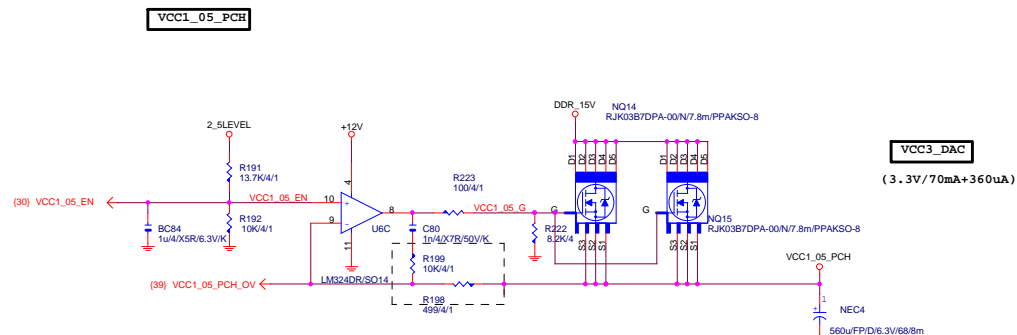 VCC1_05_PCH
DDR_15V
NQ14
RJK03B7DPA-00/N/7.8m/PPAKSO-8
2_5LEVEL
+12V
VCC3_DAC
(3.3V/70mA+360uA)
D1
D2
D3
D4
D5
D1
D2
D3
D4
D5
R191
13.7K/4/1
R223
100/4/1
4
{30} VCC1_05_EN
VCC1_05_EN
10
+
9
-
8
VCC1_05_G
G
G
U6C
11
BC84
1u/4/X5R/6.3V/K
R192
10K/4/1
C80
1n/4/X7R/50V/K
R222
8.2K/4
NQ15
RJK03B7DPA-00/N/7.8m/PPAKSO-8
S3
S2
S1
S3
S2
S1
R199
10K/4/1
LM324DR/SO14
VCC1_05_PCH
{39} VCC1_05_PCH_OV
R198
499/4/1
1
+
NEC4
560u/FP/D/6.3V/68/8m